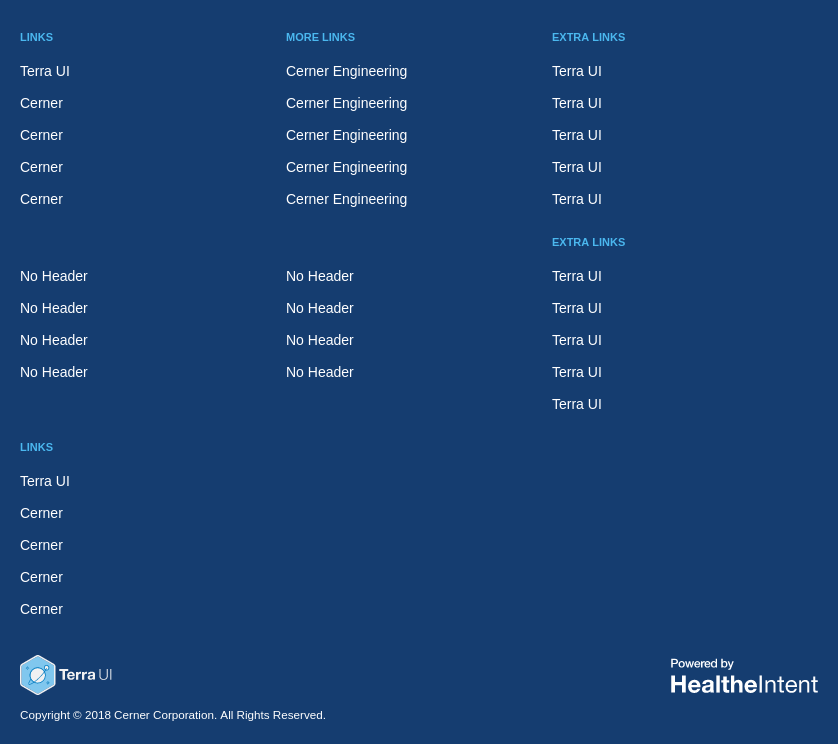 LINKS
Terra UI
Cerner
Cerner
Cerner
Cerner
MORE LINKS
Cerner Engineering
Cerner Engineering
Cerner Engineering
Cerner Engineering
Cerner Engineering
EXTRA LINKS
Terra UI
Terra UI
Terra UI
Terra UI
Terra UI
No Header
No Header
No Header
No Header
No Header
No Header
No Header
No Header
EXTRA LINKS
Terra UI
Terra UI
Terra UI
Terra UI
Terra UI
LINKS
Terra UI
Cerner
Cerner
Cerner
Cerner
Terra UI
Powered by
HealtheIntent
Copyright © 2018 Cerner Corporation. All Rights Reserved.